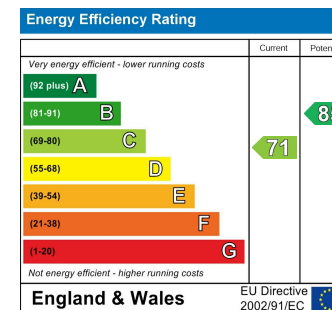 Energy Efficiency Rating
Current
Very energy efficient - lower running costs
(92 plus) A
(81-91) B
(69-80) C
71
(55-68) D
(39-54) E
(21-38) F
(1-20) G
Not energy efficient - higher running costs
England & Wales
EU Directive
2002/91/EC